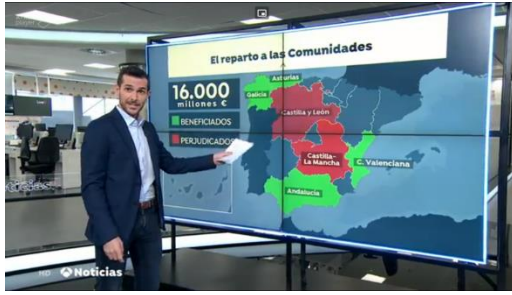 El reparto a las Comunidades
16.000
millones €
BENEFICIADOS
PERJUDICADOS
Asturias
Galicia
Castilla y León
Castilla-
La Mancha
C. Valenciana
Andalucía
HD Noticias